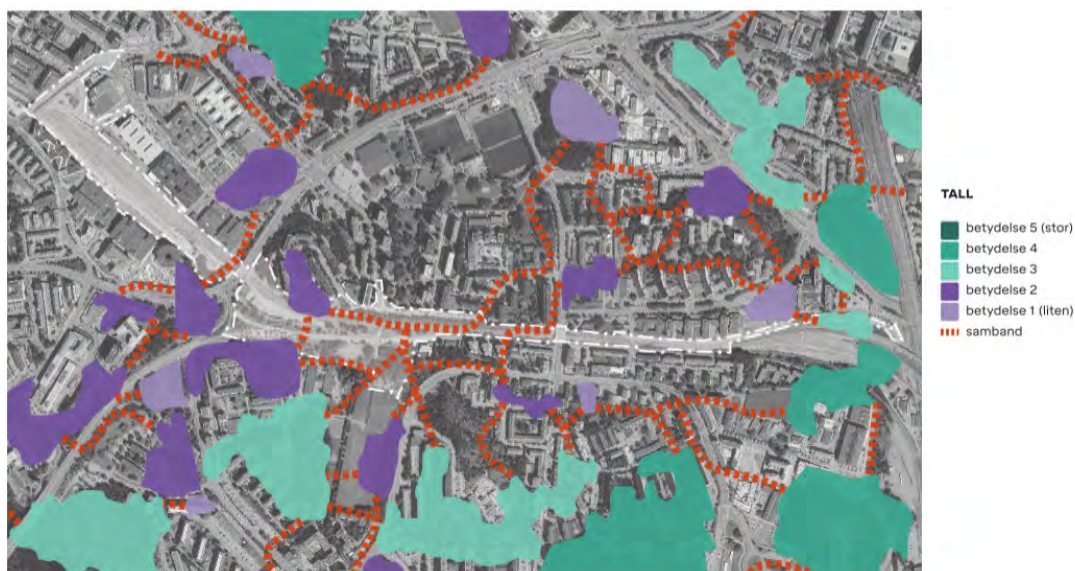 TALL
betydelse 5 (stor)
betydelse 4
betydelse 3
betydelse 2
betydelse 1 (liten)
samband